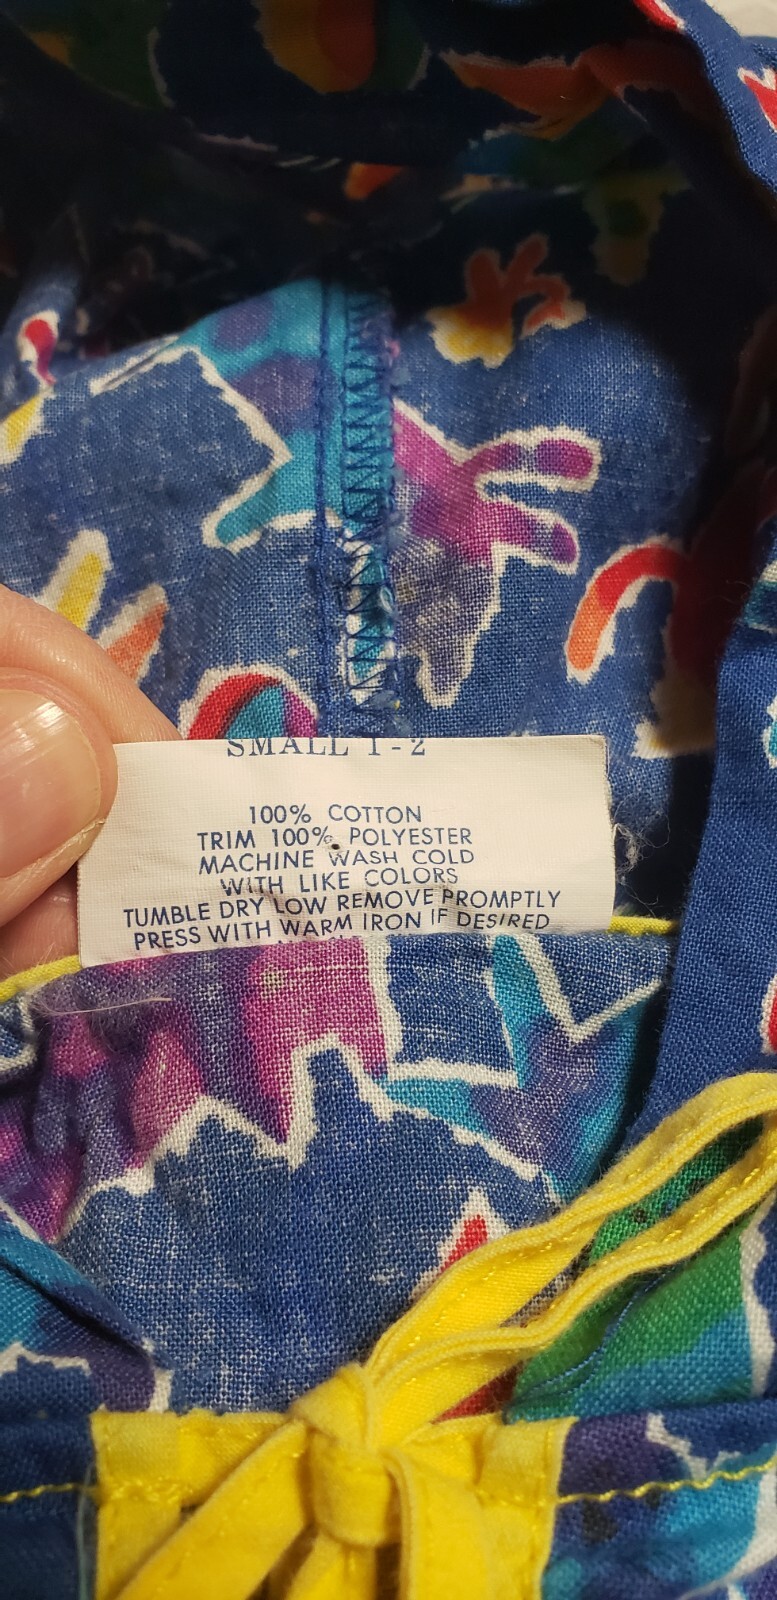 SMALL 1-2
100% COTTON
TRIM 100% POLYESTER
MACHINE WASH COLD
WITH LIKE COLORS
TUMBLE DRY LOW REMOVE PROMPTLY
PRESS WITH WARM IRON IF DESIRED